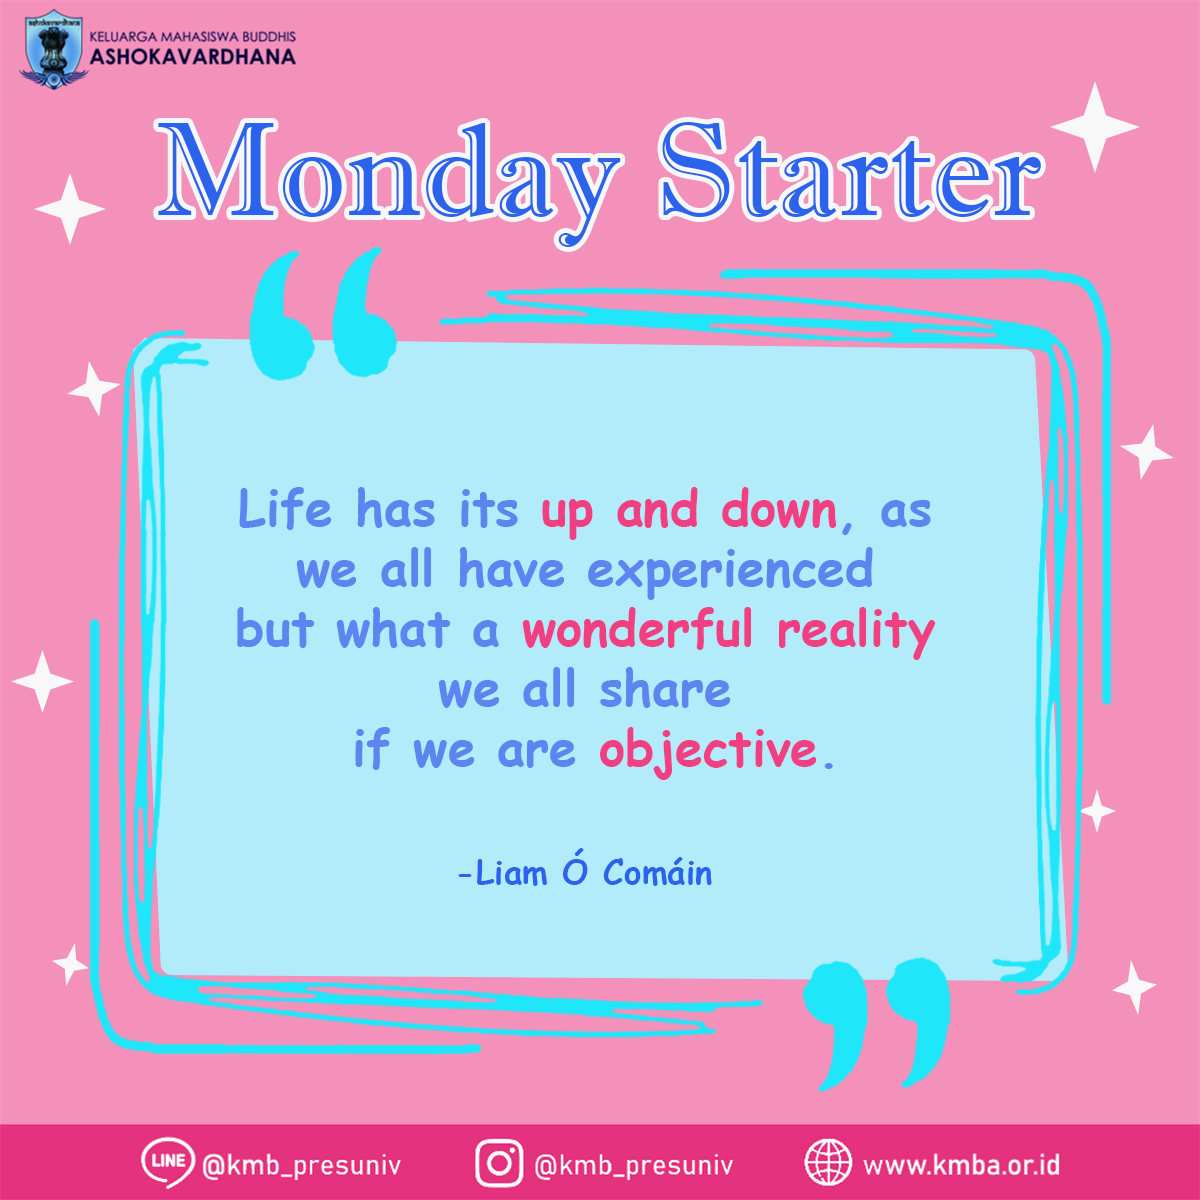 ashokavardhana
KELUARGA MAHASISWA BUDDHIS
ASHOKAVARDHANA
Monday Starter
Life has its up and down, as
we all have experienced
but what a wonderful reality
we all share
if we are objective.
-Liam Ó Comáin
LINE @kmb_presuniv
@kmb_presuniv
www.kmba.or.id